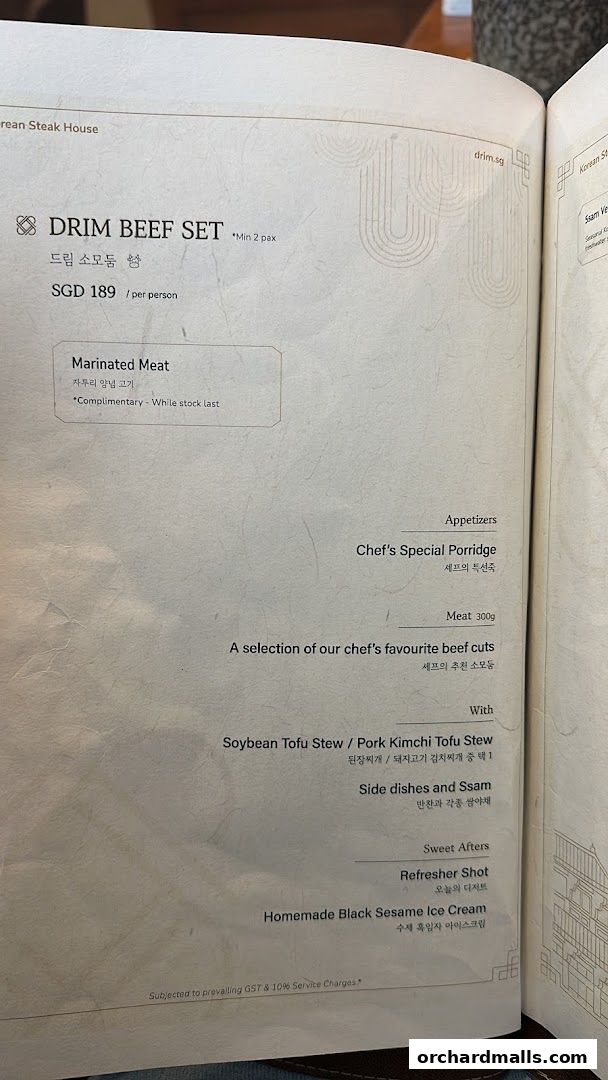 rean Steak House
drim.sg
DRIM BEEF SET *Min 2 pax
드림 소모둠
SGD 189 / per person
Marinated Meat
자투리 양념 고기
*Complimentary - While stock last
Appetizers
Chef's Special Porridge
셰프의 특선죽
Meat 300g
A selection of our chef's favourite beef cuts
셰프의 추천 소모둠
With
Soybean Tofu Stew / Pork Kimchi Tofu Stew
된장찌개 / 돼지고기 김치찌개 중 택 1
Side dishes and Ssam
반찬과 각종 쌈야채
Sweet Afters
Refresher Shot
오늘의 디저트
Homemade Black Sesame Ice Cream
수제 흑임자 아이스크림
Subjected to prevailing GST & 10% Service Charges.*
Korean St
Ssam Ve
Seasonal Ko
freshwater
orchardmalls.com